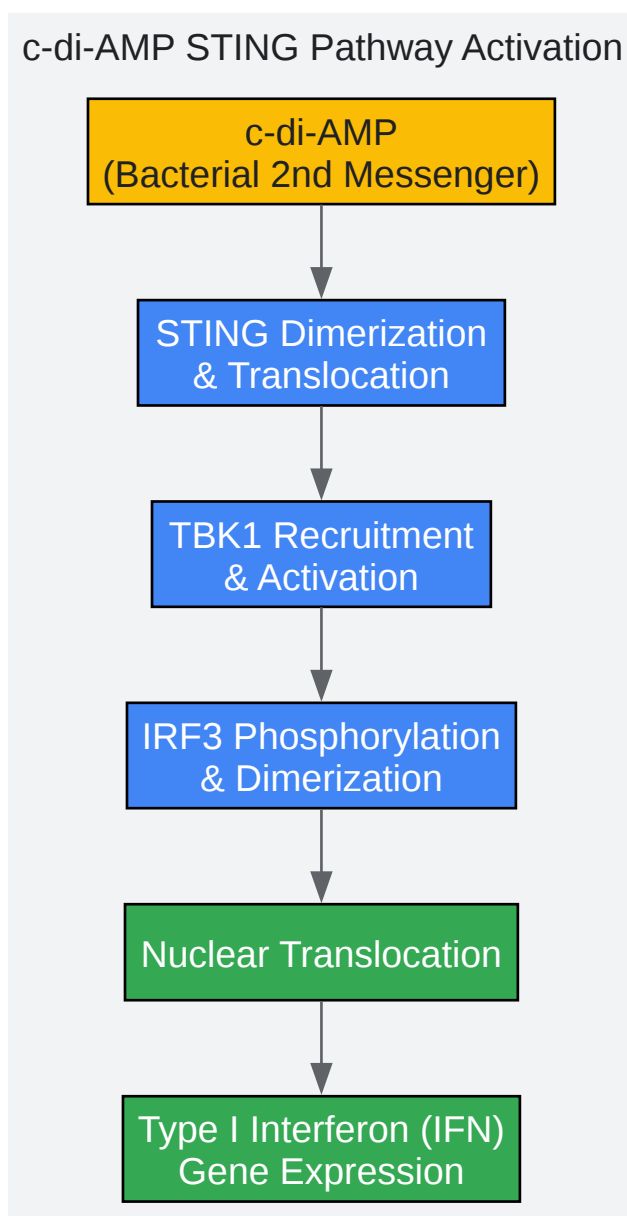 c-di-AMP STING Pathway Activation
c-di-AMP
(Bacterial 2nd Messenger)
STING Dimerization
& Translocation
TBK1 Recruitment
& Activation
IRF3 Phosphorylation
& Dimerization
Nuclear Translocation
Type I Interferon (IFN)
Gene Expression